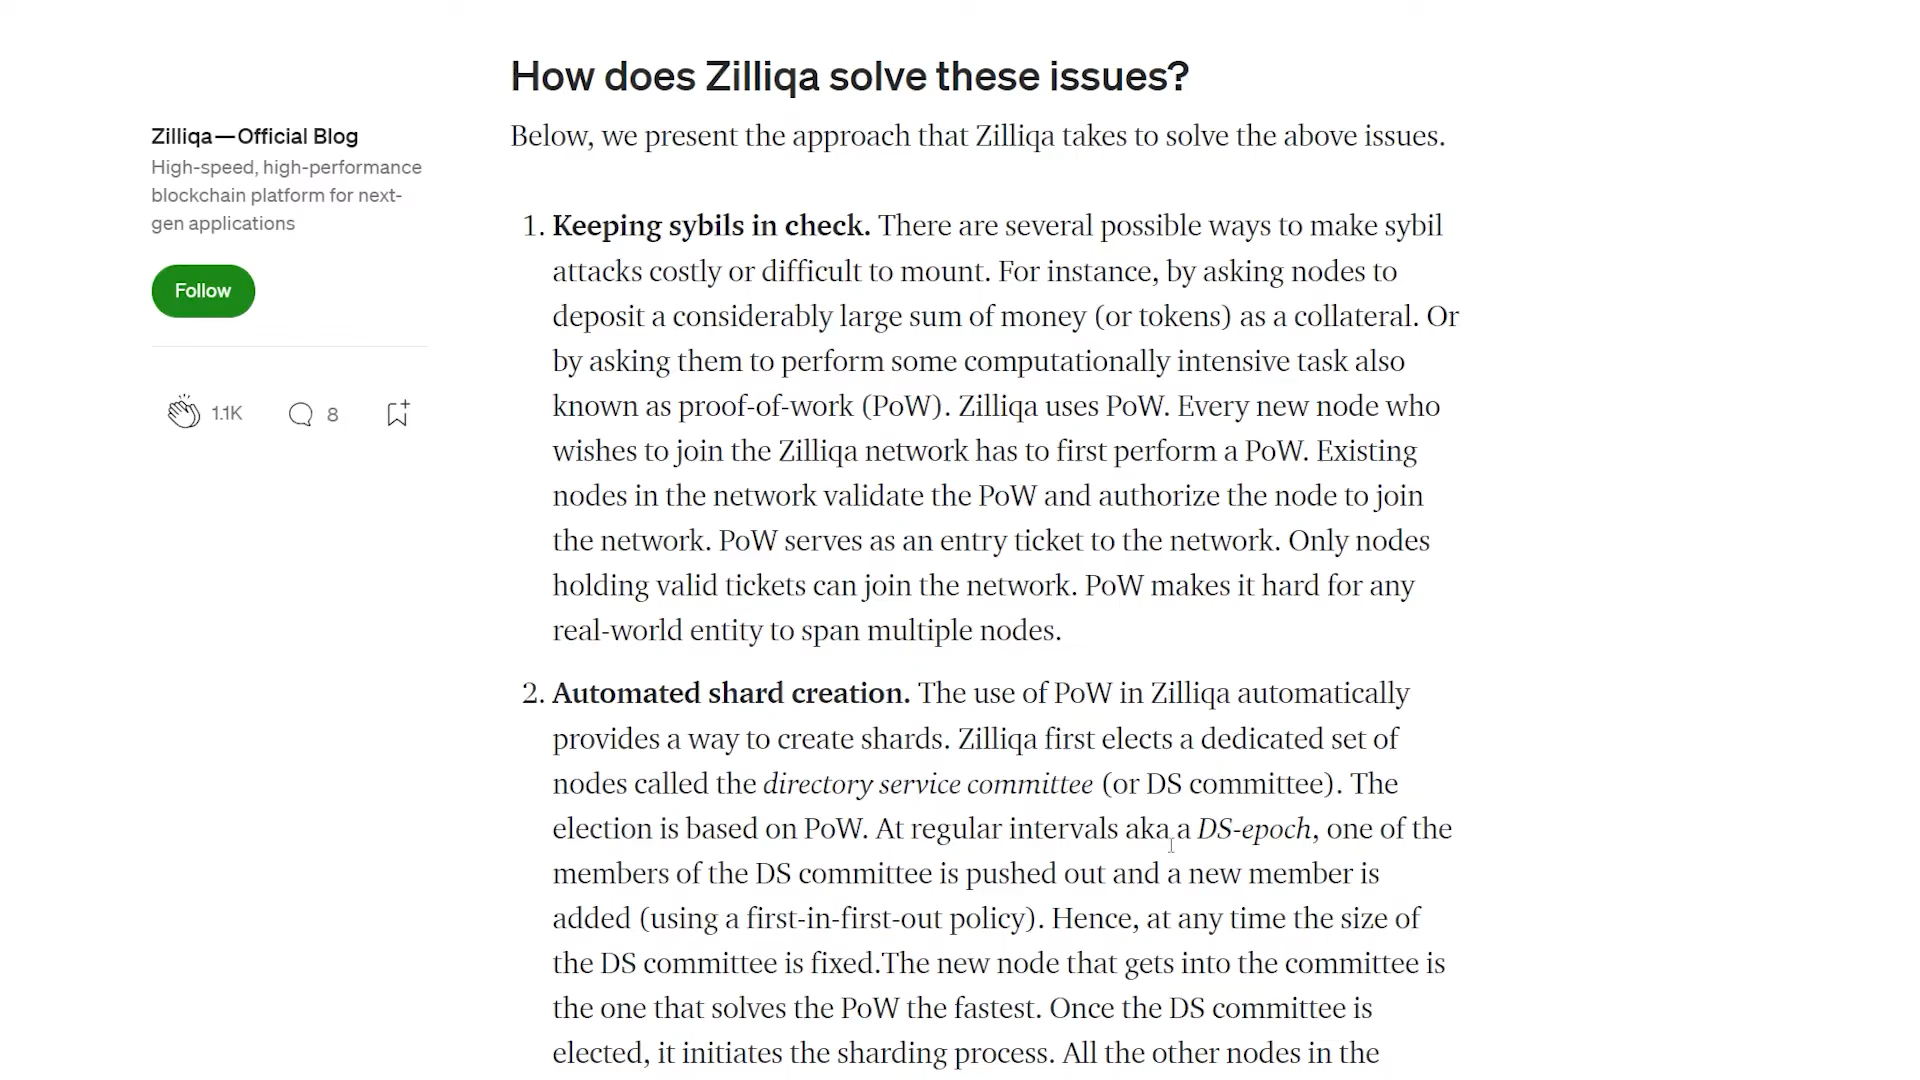 How does Zilliqa solve these issues?
Zilliqa — Official Blog
High-speed, high-performance
blockchain platform for next-
gen applications
Follow
1.1K
8
Below, we present the approach that Zilliqa takes to solve the above issues.
1. Keeping sybils in check. There are several possible ways to make sybil
attacks costly or difficult to mount. For instance, by asking nodes to
deposit a considerably large sum of money (or tokens) as a collateral. Or
by asking them to perform some computationally intensive task also
known as proof-of-work (PoW). Zilliqa uses PoW. Every new node who
wishes to join the Zilliqa network has to first perform a PoW. Existing
nodes in the network validate the PoW and authorize the node to join
the network. PoW serves as an entry ticket to the network. Only nodes
holding valid tickets can join the network. PoW makes it hard for any
real-world entity to span multiple nodes.
2. Automated shard creation. The use of PoW in Zilliqa automatically
provides a way to create shards. Zilliqa first elects a dedicated set of
nodes called the directory service committee (or DS committee). The
election is based on PoW. At regular intervals aka a DS-epoch, one of the
members of the DS committee is pushed out and a new member is
added (using a first-in-first-out policy). Hence, at any time the size of
the DS committee is fixed.The new node that gets into the committee is
the one that solves the PoW the fastest. Once the DS committee is
elected, it initiates the sharding process. All the other nodes in the